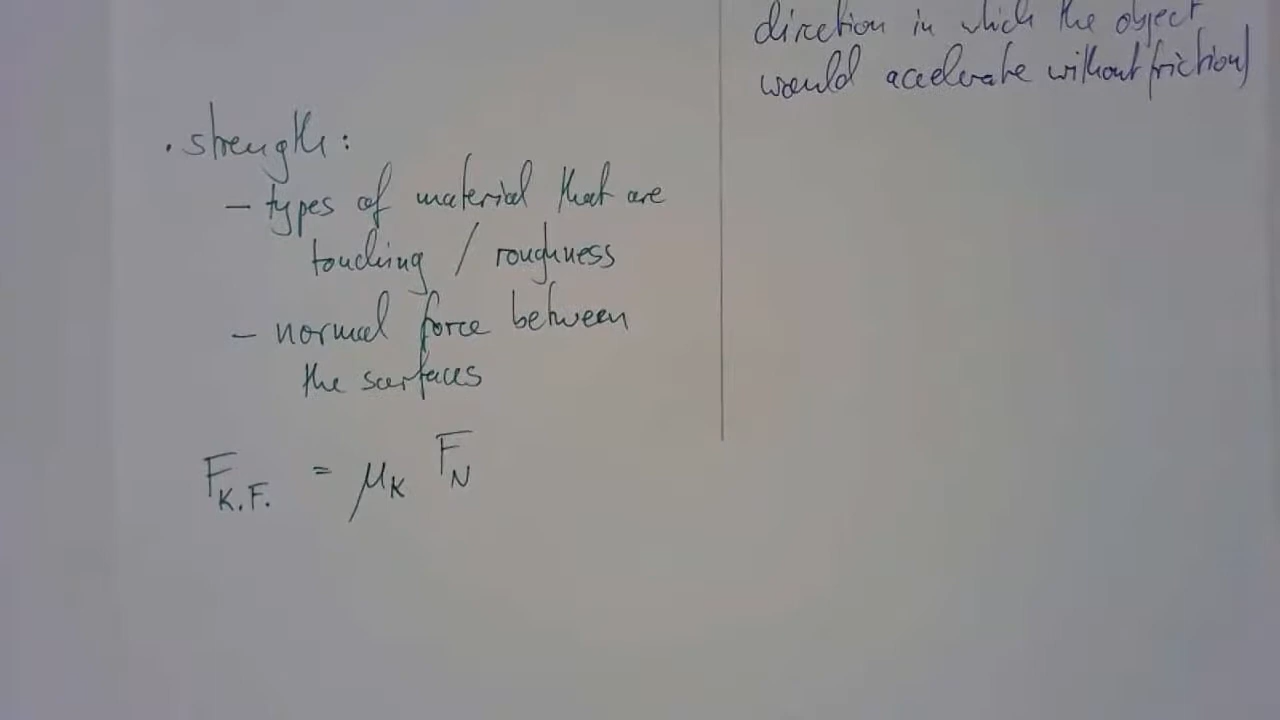 direction in which the object
would accelerate without friction)
• strength:
– types of material that are
touching / roughness
– normal force between
the surfaces
F_K.F. = μ_K F_N